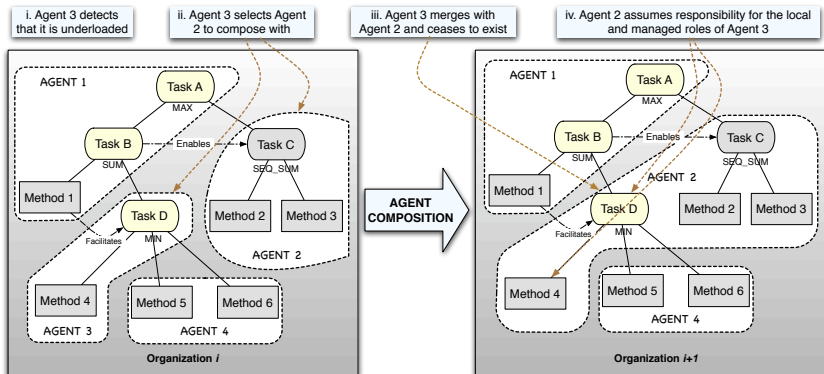 i. Agent 3 detects
that it is underloaded
ii. Agent 3 selects Agent
2 to compose with
iii. Agent 3 merges with
Agent 2 and ceases to exist
iv. Agent 2 assumes responsibility for the local
and managed roles of Agent 3
AGENT 1
Task A
MAX
Task B
Enables
Task C
SUM
SEQ_SUM
Method 1
Method 2
Method 3
Task D
Facilitates
MIN
AGENT 2
Method 4
Method 5
Method 6
AGENT 3
AGENT 4
Organization i
AGENT
COMPOSITION
AGENT 1
Task A
MAX
Task B
Enables
Task C
SUM
SEQ_SUM
Method 1
AGENT 2
Method 2
Method 3
Task D
Facilitates
MIN
Method 4
Method 5
Method 6
AGENT 4
Organization i+1